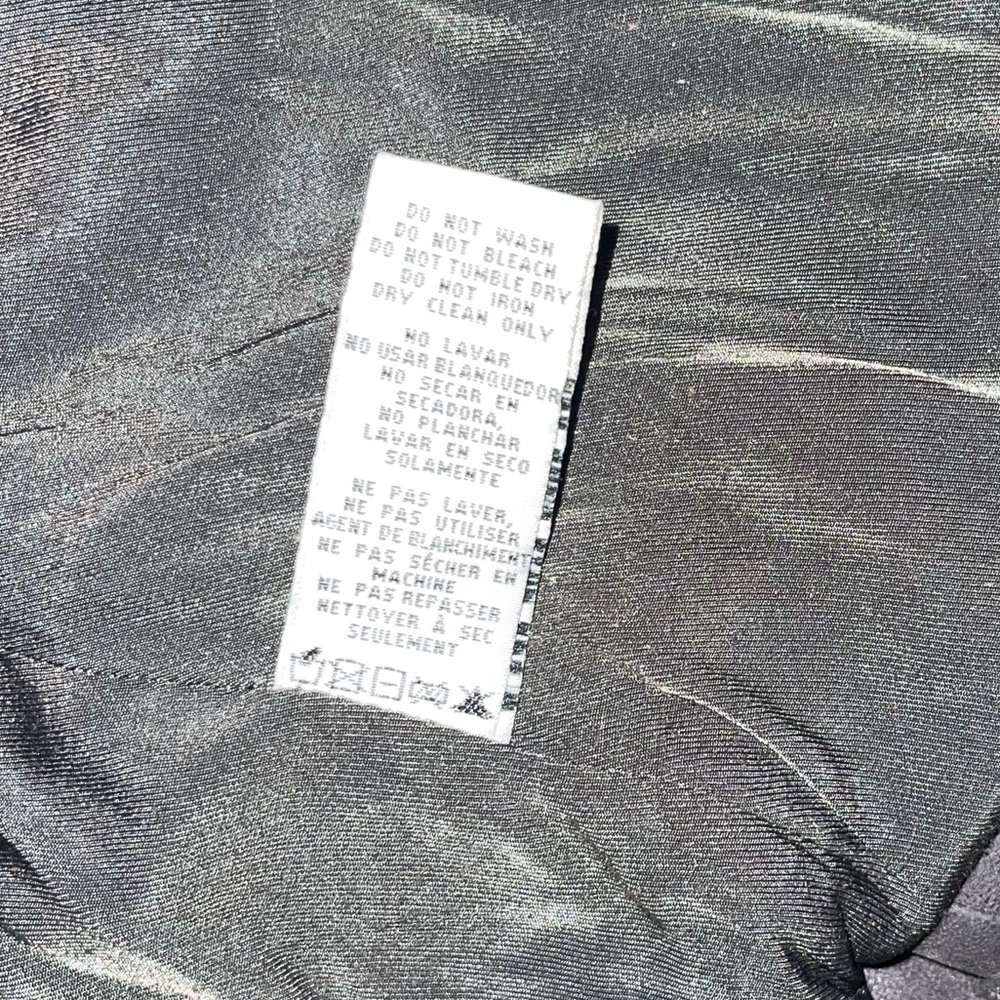 DO NOT WASH
DO NOT BLEACH
DO NOT TUMBLE DRY
DO NOT IRON
DRY CLEAN ONLY
NO LAVAR
NO USAR BLANQUEDOR
NO SECAR EN
SECADORA,
NO PLANCHAR
LAVAR EN SECO
SOLAMENTE
NE PAS LAVER,
NE PAS UTILISER
AGENT DE BLANCHIMENT
NE PAS SÉCHER EN
MACHINE
NE PAS REPASSER
NETTOYER À SEC
SEULEMENT